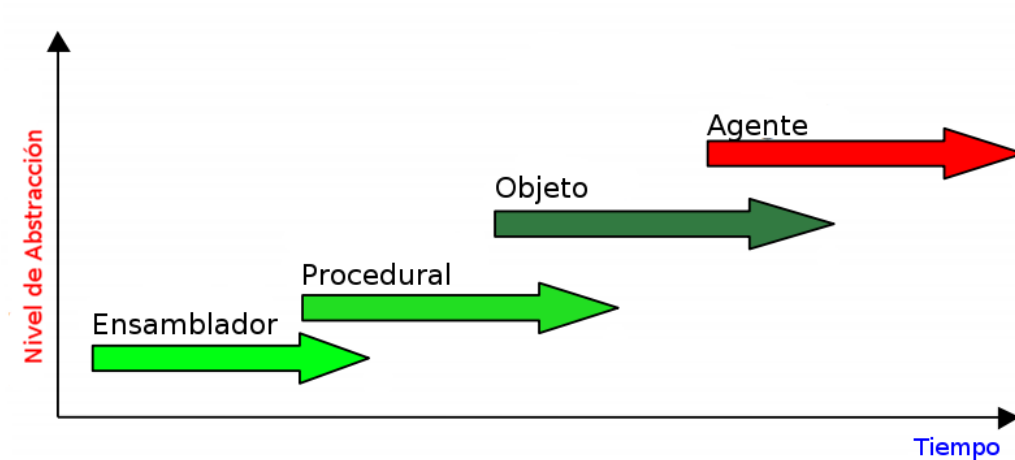 Agente
Objeto
Procedural
Ensamblador
Nivel de Abstracción
Tiempo